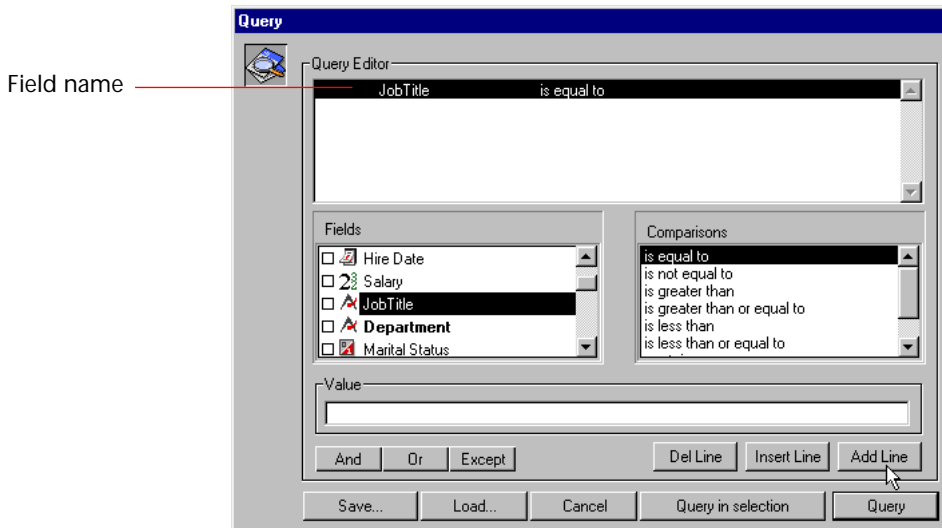 Query
Field name
Query Editor
JobTitle is equal to
Fields
Hire Date
Salary
JobTitle
Department
Marital Status
Comparisons
is equal to
is not equal to
is greater than
is greater than or equal to
is less than
is less than or equal to
Value
And Or Except Del Line Insert Line Add Line
Save... Load... Cancel Query in selection Query